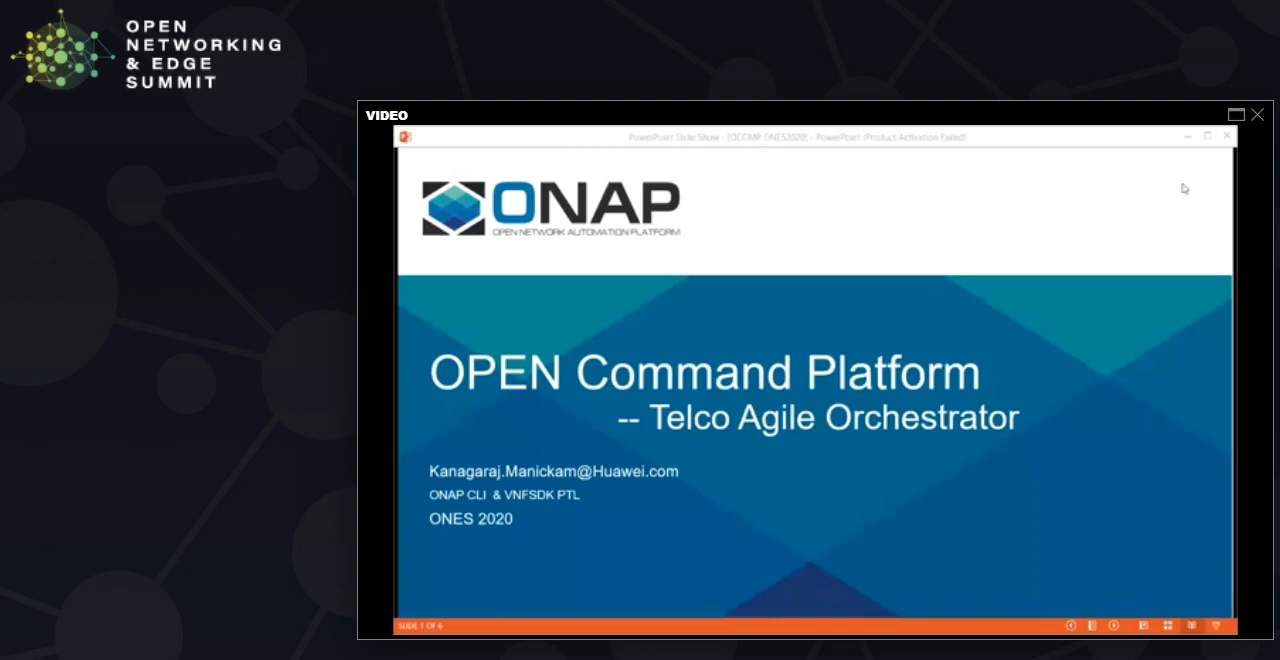 OPEN
NETWORKING
& EDGE
SUMMIT
VIDEO
PowerPoint Slide Show - [OCOMP ONES2020] - PowerPoint (Product Activation Failed)
ONAP
OPEN NETWORK AUTOMATION PLATFORM
OPEN Command Platform
-- Telco Agile Orchestrator
Kanagaraj.Manickam@Huawei.com
ONAP CLI & VNFSDK PTL
ONES 2020
SLIDE 1 OF 6